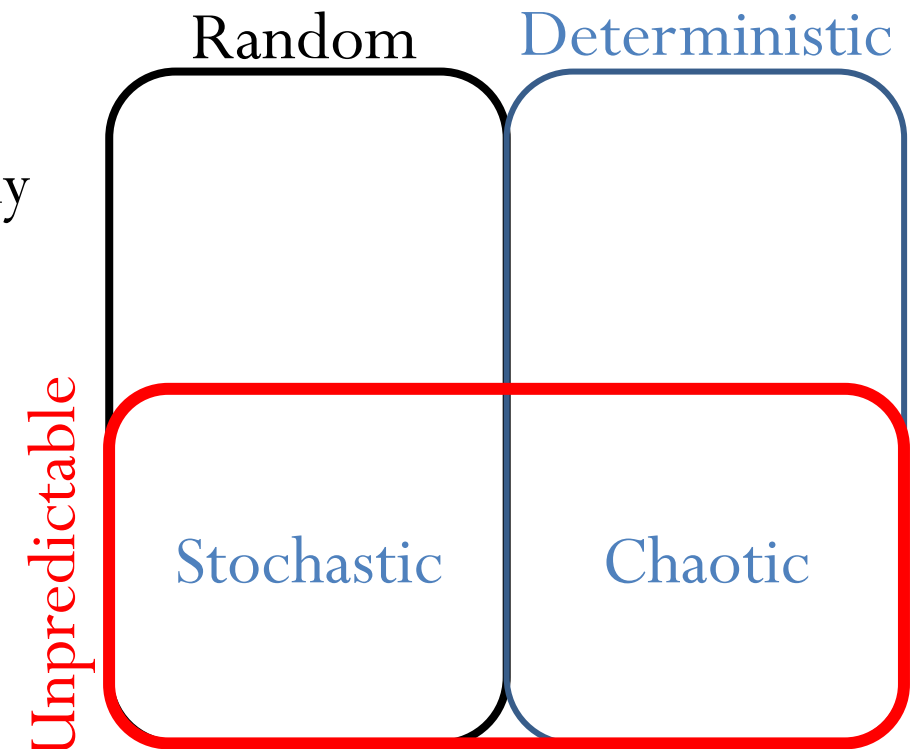 Random
Deterministic
Unpredictable
Stochastic
Chaotic